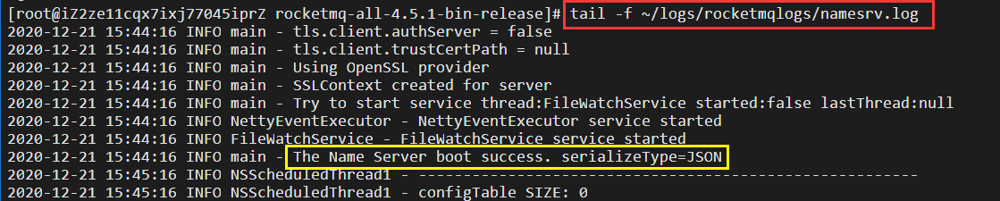 [root@iZ2ze11cqx7ixj77045iprZ rocketmq-all-4.5.1-bin-release]# tail -f ~/logs/rocketmqlogs/namesrv.log
2020-12-21 15:44:16 INFO main - tls.client.authServer = false
2020-12-21 15:44:16 INFO main - tls.client.trustCertPath = null
2020-12-21 15:44:16 INFO main - Using OpenSSL provider
2020-12-21 15:44:16 INFO main - SSLContext created for server
2020-12-21 15:44:16 INFO main - Try to start service thread:FileWatchService started:false lastThread:null
2020-12-21 15:44:16 INFO NettyEventExecutor - NettyEventExecutor service started
2020-12-21 15:44:16 INFO FileWatchService - FileWatchService service started
2020-12-21 15:44:16 INFO main - The Name Server boot success. serializeType=JSON
2020-12-21 15:45:16 INFO NSScheduledThread1 - --------------------------------------------------------
2020-12-21 15:45:16 INFO NSScheduledThread1 - configTable SIZE: 0